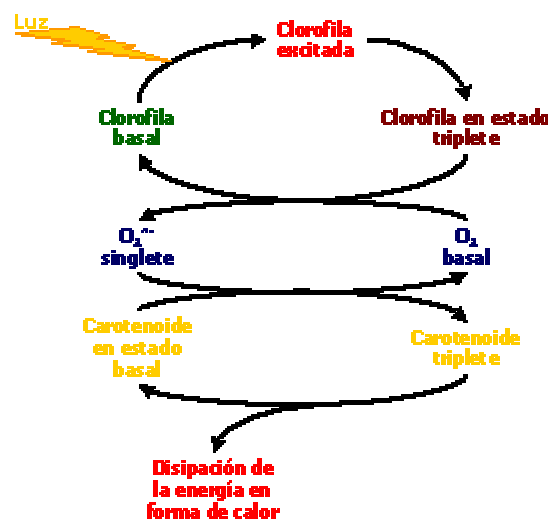 Luz
Clorofila
excitada
Clorofila
basal
Clorofila en estado
triplete
O₂^-
singlete
O₂
basal
Carotenoide
en estado
basal
Carotenoide
triplete
Disipación de
la energía en
forma de calor